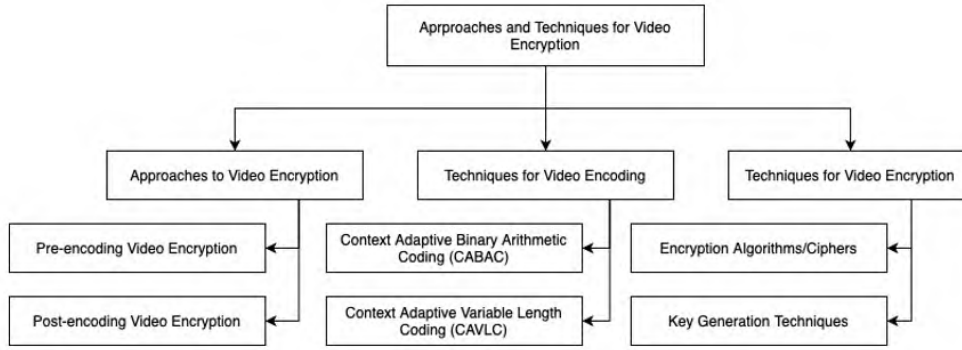 Aprproaches and Techniques for Video
Encryption
Approaches to Video Encryption
Techniques for Video Encoding
Techniques for Video Encryption
Pre-encoding Video Encryption
Context Adaptive Binary Arithmetic
Coding (CABAC)
Encryption Algorithms/Ciphers
Post-encoding Video Encryption
Context Adaptive Variable Length
Coding (CAVLC)
Key Generation Techniques